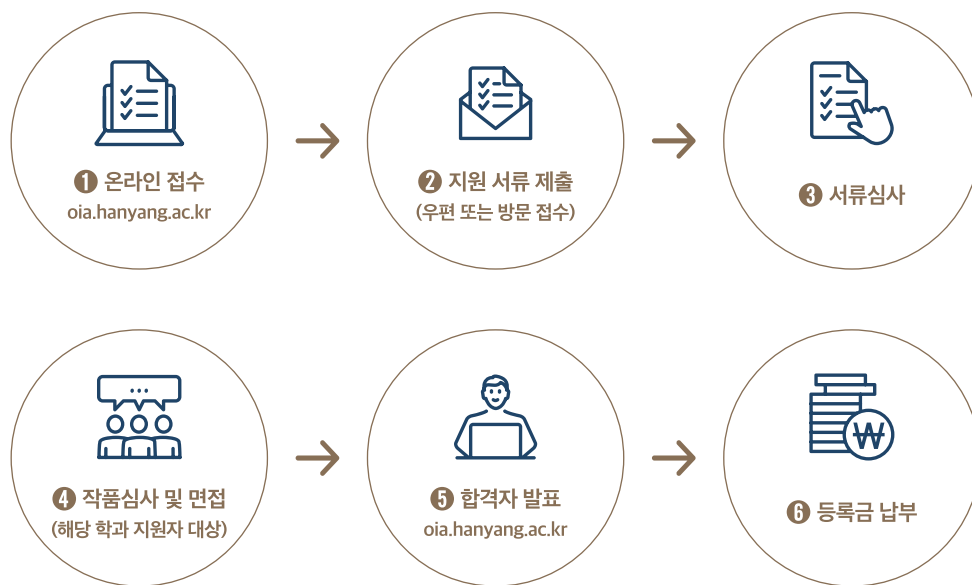 ❶ 온라인 접수
oia.hanyang.ac.kr
❷ 지원 서류 제출
(우편 또는 방문 접수)
❸ 서류심사
❹ 작품심사 및 면접
(해당 학과 지원자 대상)
❺ 합격자 발표
oia.hanyang.ac.kr
❻ 등록금 납부